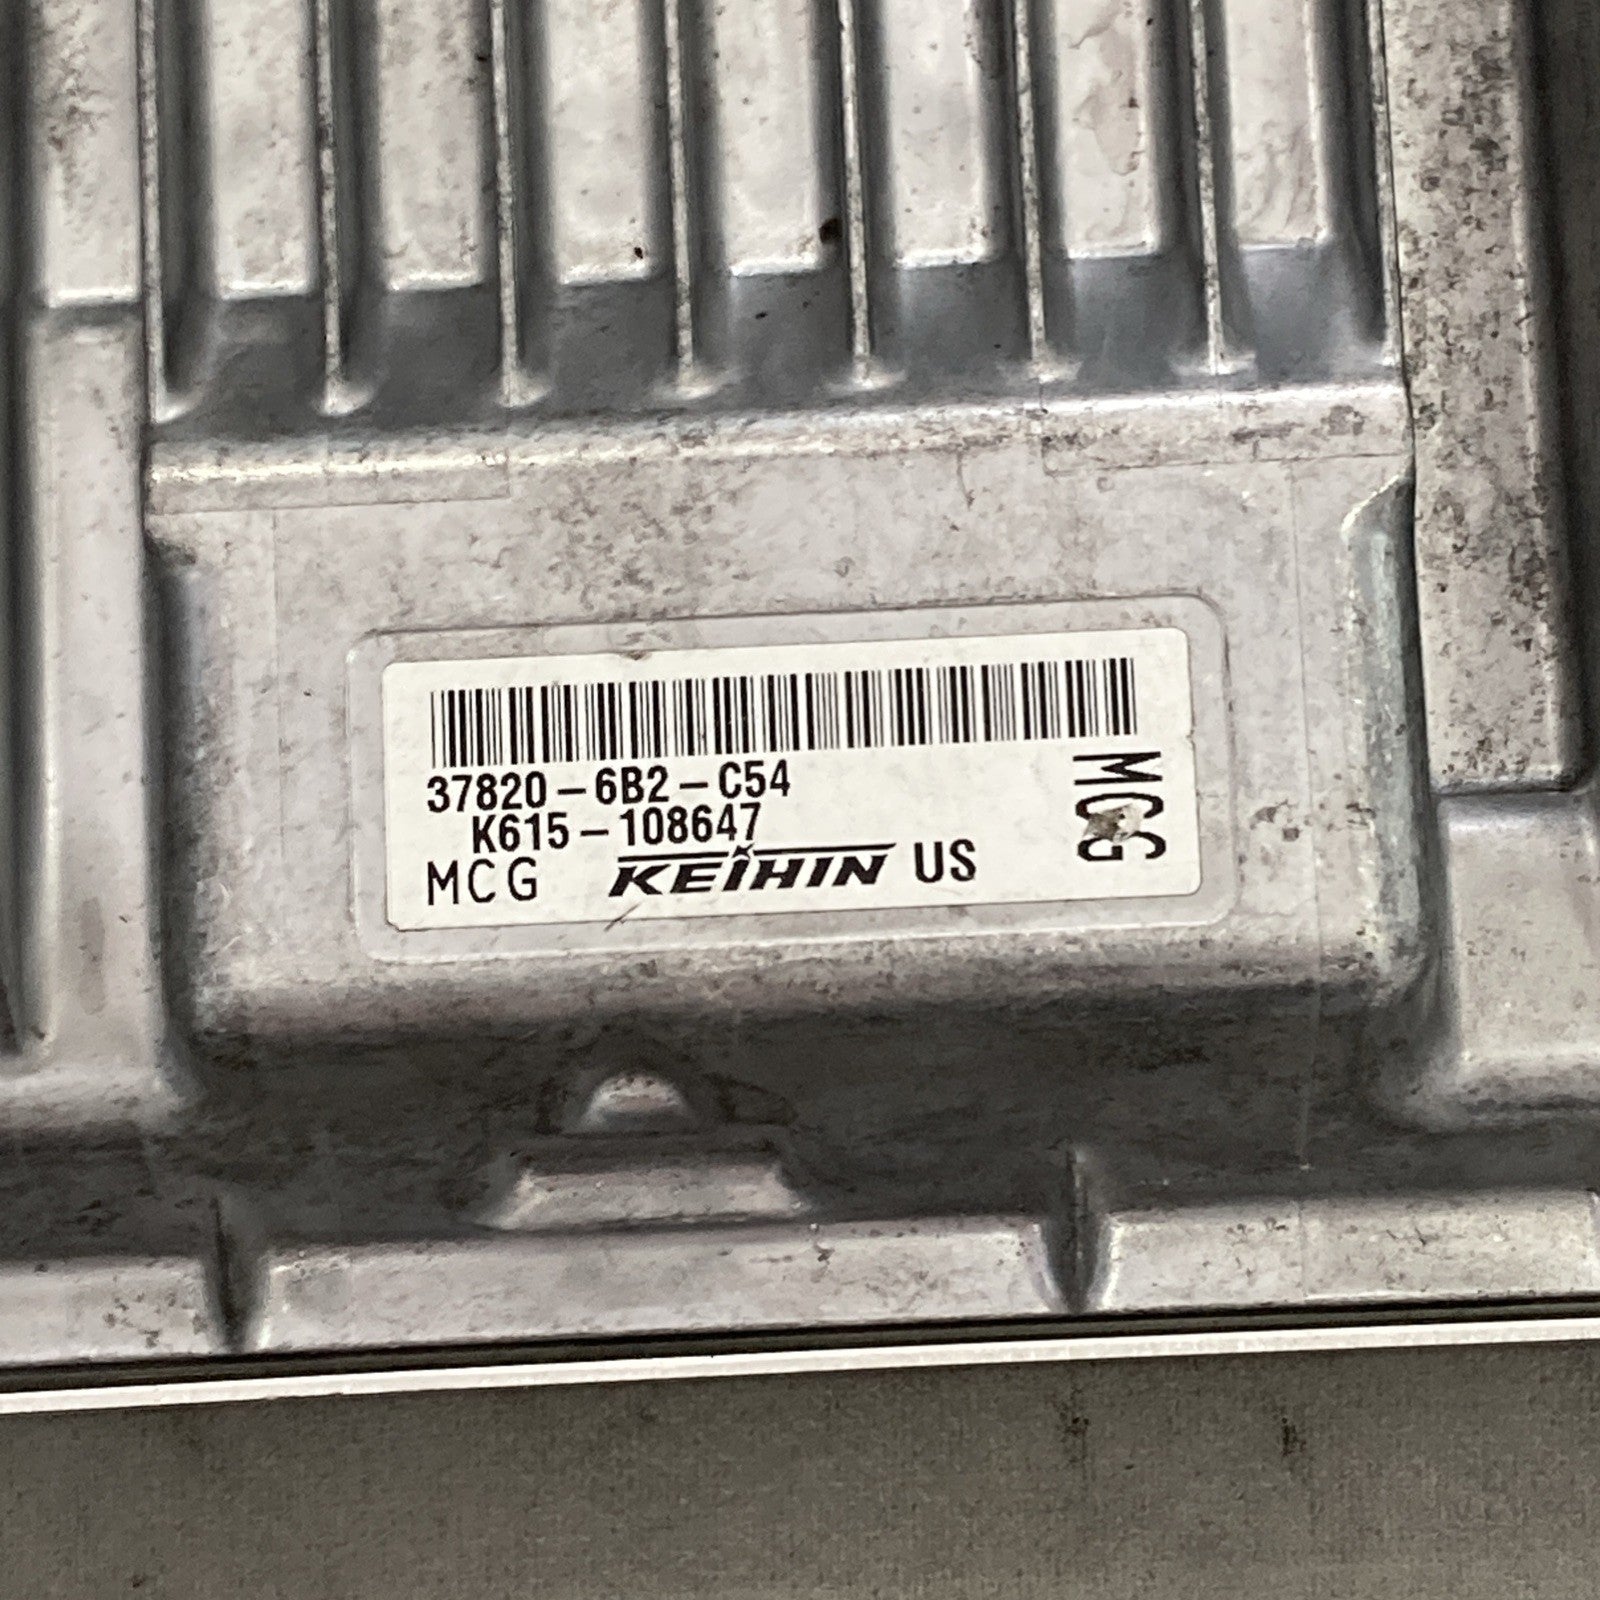 37820-6B2-C54
K615-108647
MCG KEIHIN US
MCG